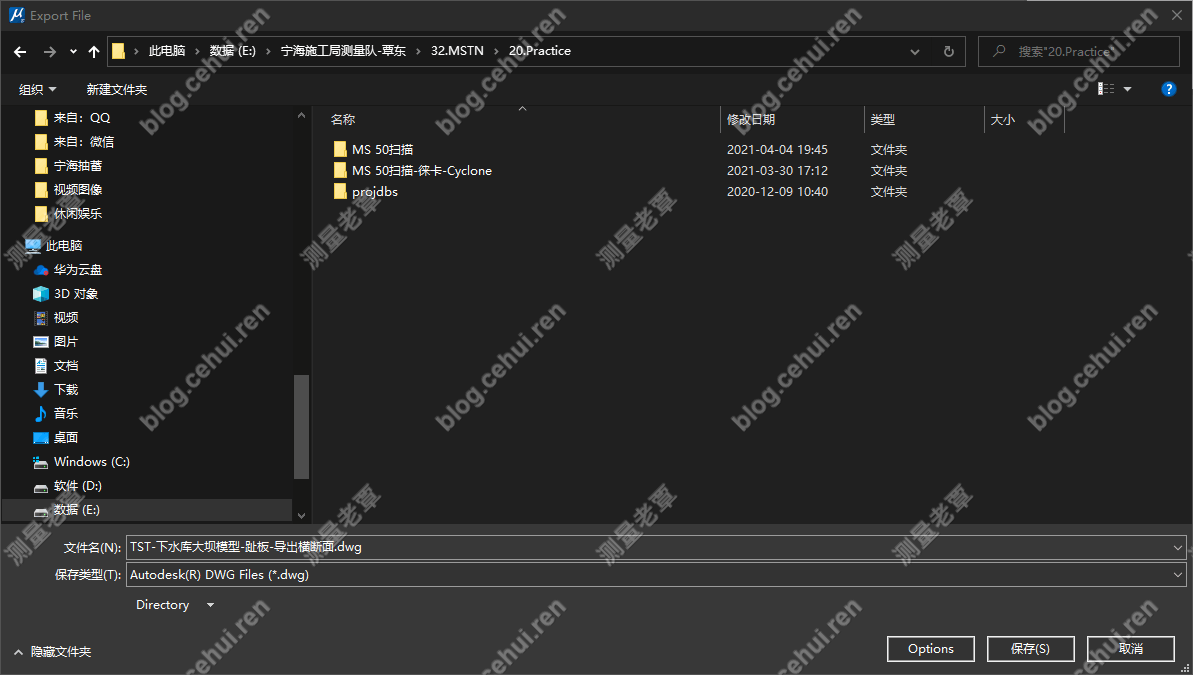 Export File
此电脑 数据 (E:) 宁海施工局测量队-覃东 32.MSTN 20.Practice
搜索"20.Practice"
组织 新建文件夹
来自：QQ
来自：微信
宁海抽蓄
视频图像
休闲娱乐
此电脑
华为云盘
3D 对象
视频
图片
文档
下载
音乐
桌面
Windows (C:)
软件 (D:)
数据 (E:)
名称 修改日期 类型 大小
MS 50扫描 2021-04-04 19:45 文件夹
MS 50扫描-徕卡-Cyclone 2021-03-30 17:12 文件夹
projdbs 2020-12-09 10:40 文件夹
文件名(N): TST-下水库大坝模型-趾板-导出横断面.dwg
保存类型(T): Autodesk(R) DWG Files (*.dwg)
Directory
隐藏文件夹
Options 保存(S) 取消
blog.cehui.ren
测量老覃